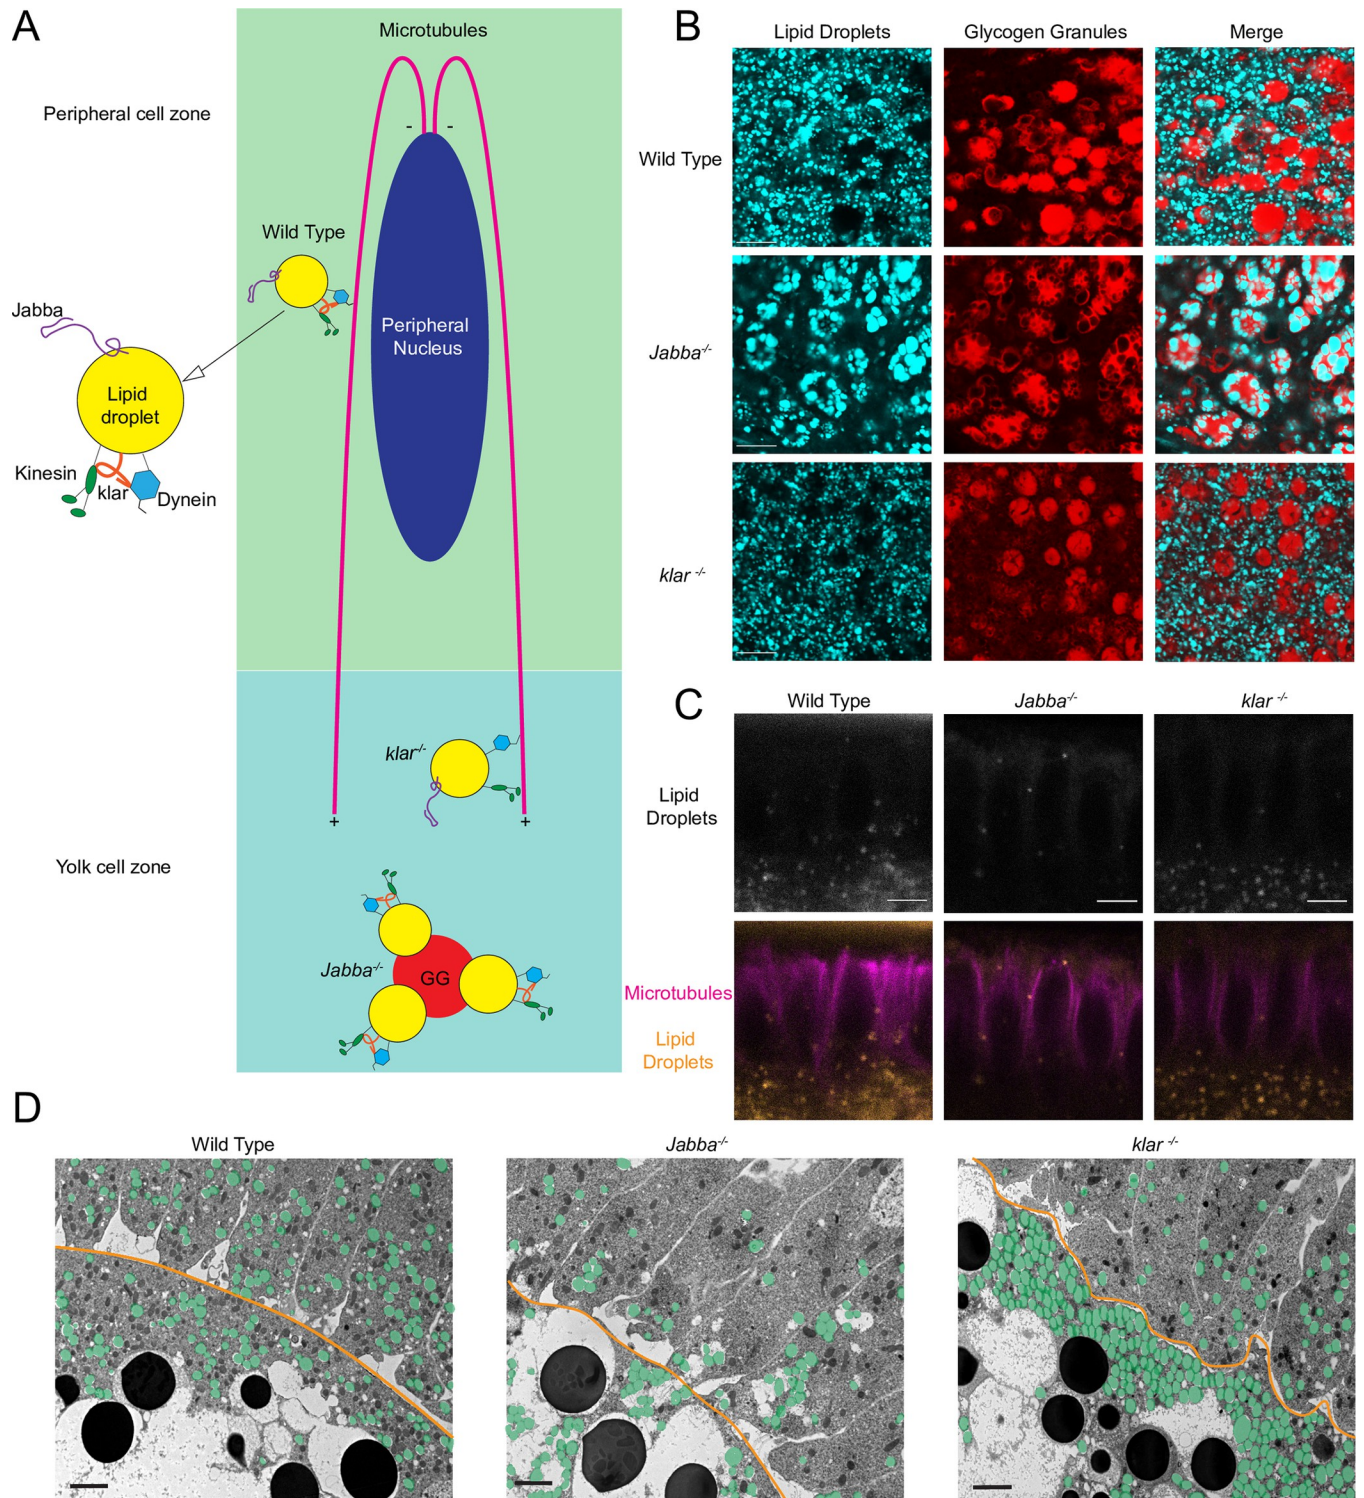 A
Microtubules
Peripheral cell zone
- -
Wild Type
Jabba
Peripheral
Nucleus
Lipid
droplet
Kinesin
klar
Dynein
klar-/-
+ +
Yolk cell zone
Jabba-/-
GG
B
Lipid Droplets Glycogen Granules Merge
Wild Type
Jabba-/-
klar -/-
C
Wild Type Jabba-/- klar -/-
Lipid
Droplets
Microtubules
Lipid
Droplets
D
Wild Type Jabba-/- klar -/-